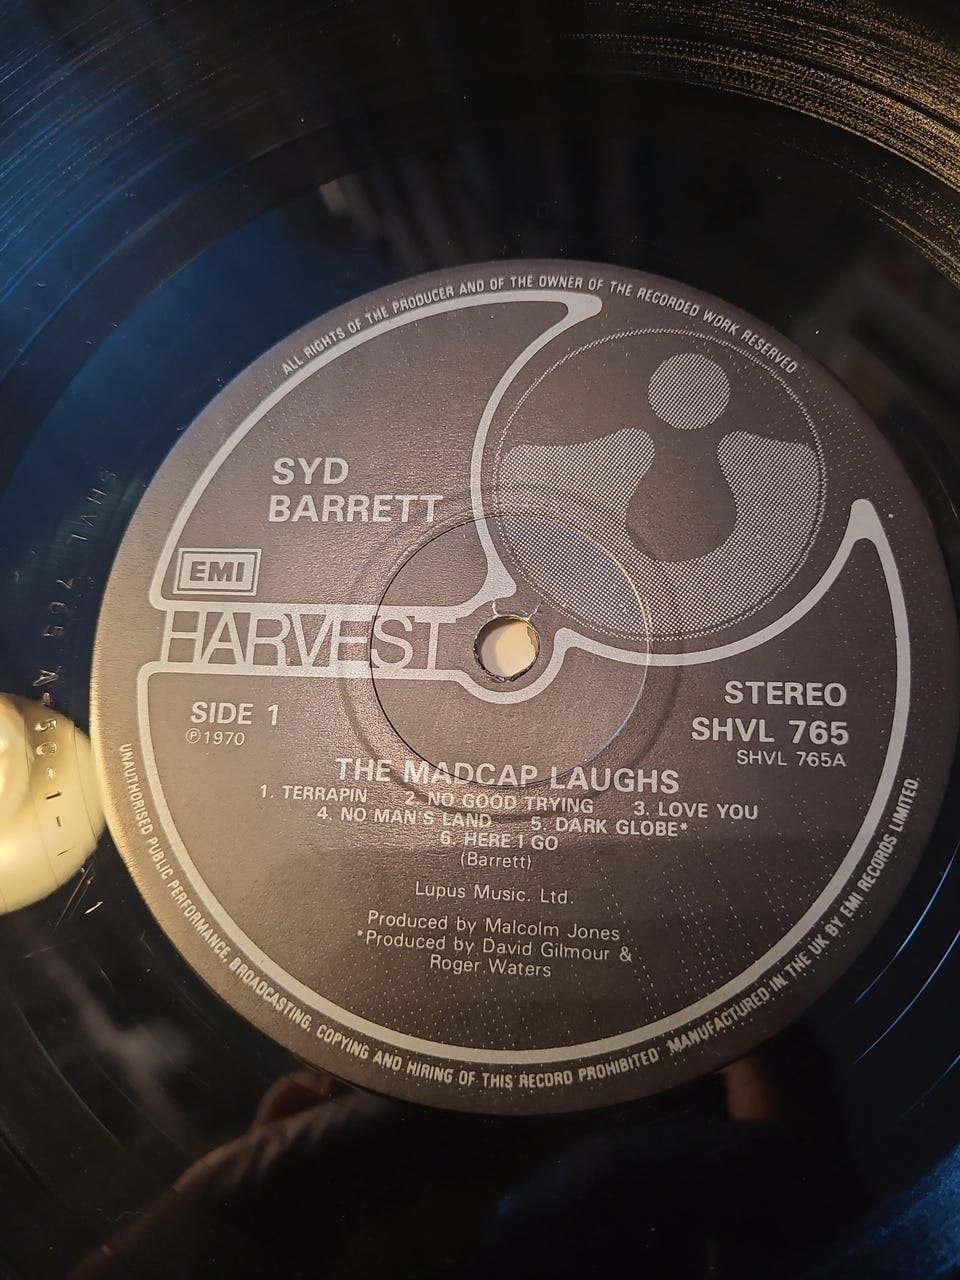 ALL RIGHTS OF THE PRODUCER AND OF THE OWNER OF THE RECORDED WORK RESERVED
SYD
BARRETT
EMI
HARVEST
SIDE 1
℗1970
STEREO
SHVL 765
SHVL 765A
THE MADCAP LAUGHS
1. TERRAPIN 2. NO GOOD TRYING 3. LOVE YOU
4. NO MAN'S LAND 5. DARK GLOBE*
6. HERE I GO
(Barrett)
Lupus Music. Ltd.
Produced by Malcolm Jones
*Produced by David Gilmour &
Roger Waters
UNAUTHORISED PUBLIC PERFORMANCE, BROADCASTING, COPYING AND HIRING OF THIS RECORD PROHIBITED. MANUFACTURED IN THE UK BY EMI RECORDS LIMITED.
SHVL 765 A